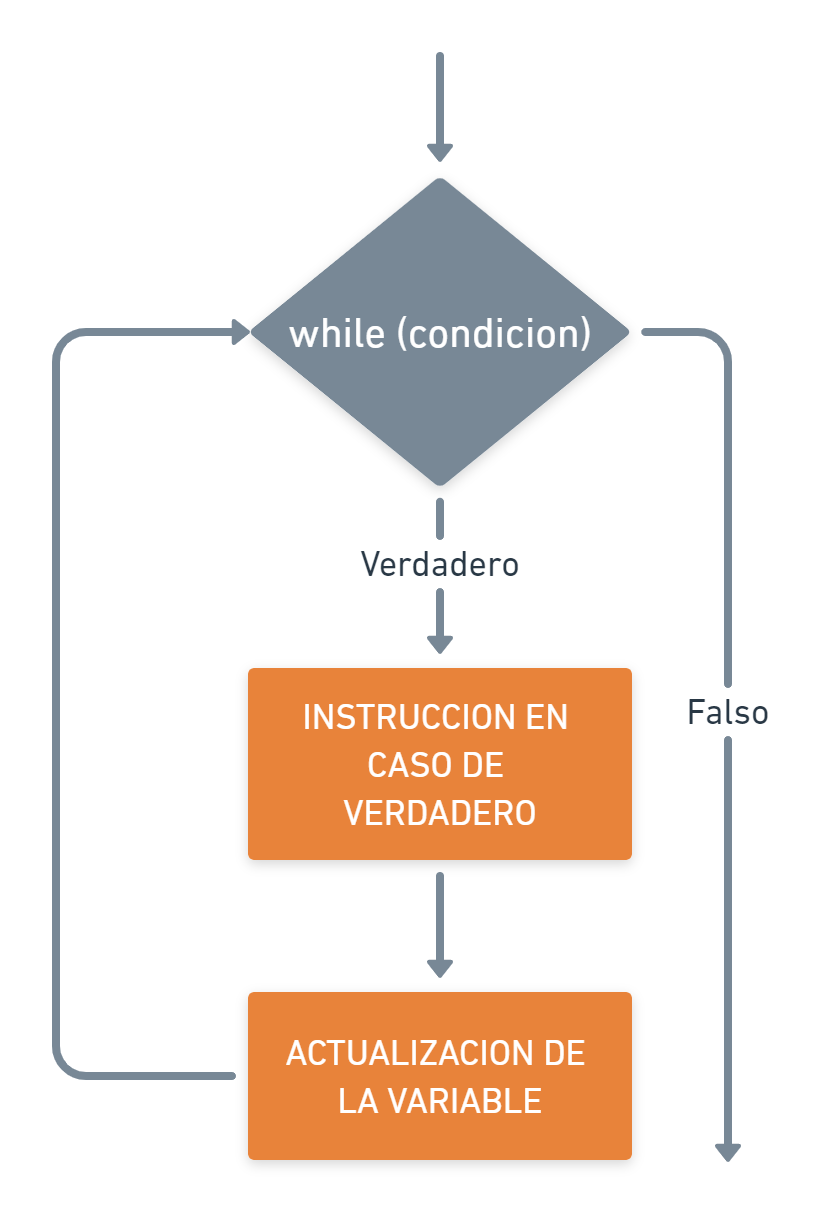 while (condicion)
Verdadero
INSTRUCCION EN
CASO DE
VERDADERO
Falso
ACTUALIZACION DE
LA VARIABLE